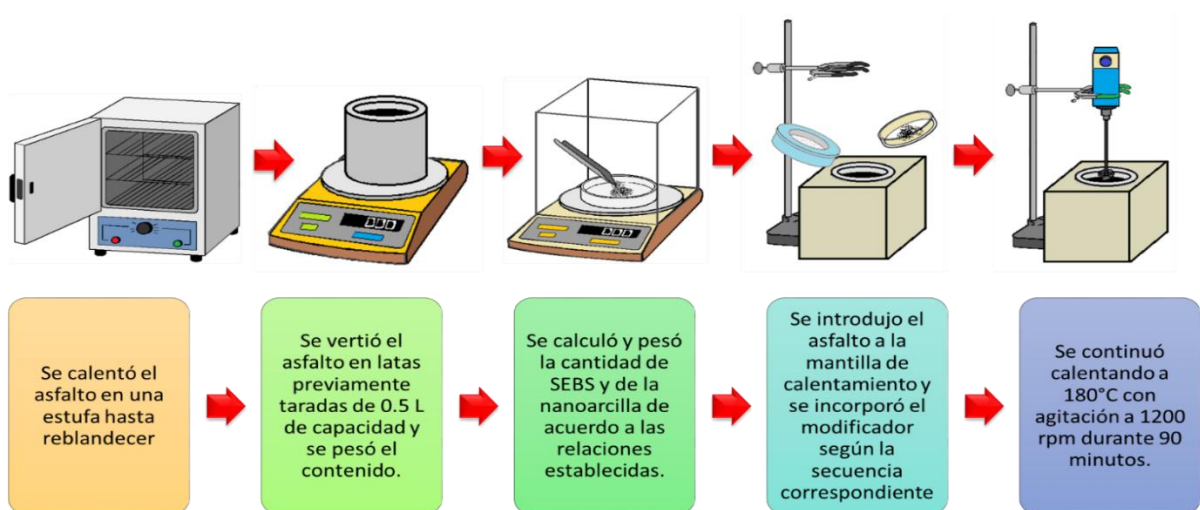 Se calentó el
asfalto en una
estufa hasta
reblandecer
Se vertió el
asfalto en latas
previamente
taradas de 0.5 L
de capacidad y
se pesó el
contenido.
Se calculó y pesó
la cantidad de
SEBS y de la
nanoarcilla de
acuerdo a las
relaciones
establecidas.
Se introdujo el
asfalto a la
mantilla de
calentamiento y
se incorporó el
modificador
según la
secuencia
correspondiente
Se continuó
calentando a
180°C con
agitación a 1200
rpm durante 90
minutos.